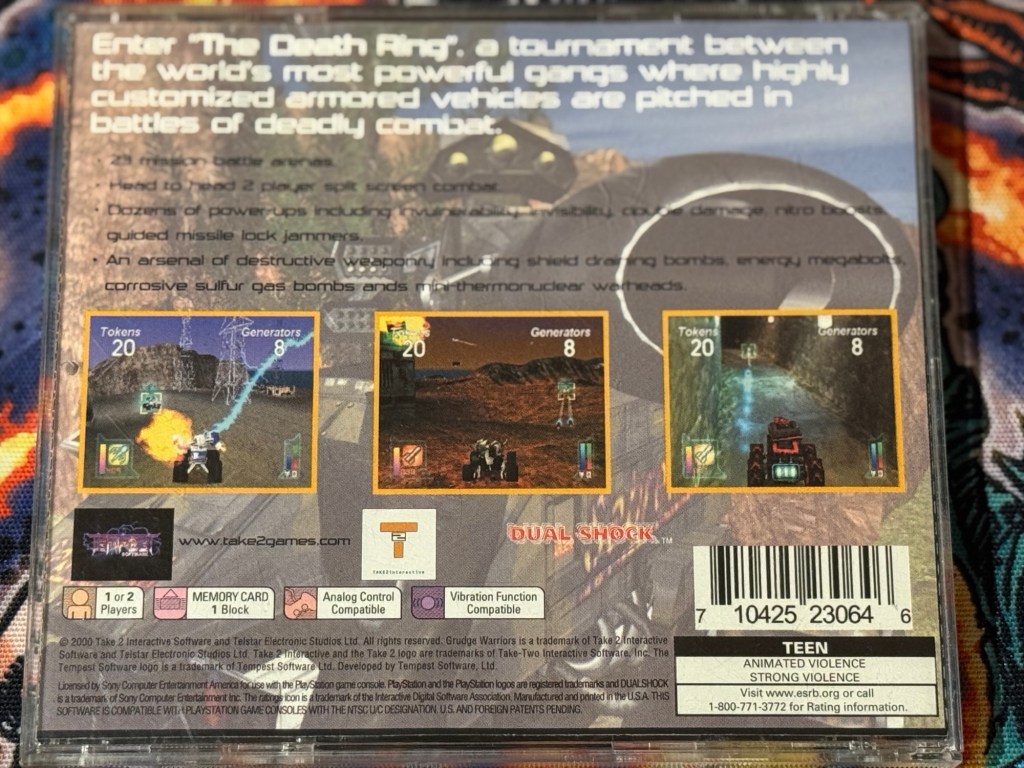 Enter "The Death Ring", a tournament between
the world's most powerful gangs where highly
customized armored vehicles are pitched in
battles of deadly combat.
• 23 mission battle arenas.
• Head to head 2 player split screen combat.
• Dozens of power-ups including invulnerability, invisibility, double damage, nitro boosts,
guided missile lock jammers.
• An arsenal of destructive weaponry including shield draining bombs, energy megabolts,
corrosive sulfur gas bombs ands mini-thermonuclear warheads.
Tokens Generators
20 8
Tokens Generators
20 8
Tokens Generators
20 8
SOFTWARE
www.take2games.com
T2
TAKE2Interactive
DUAL SHOCK™
1 or 2
Players
MEMORY CARD
1 Block
Analog Control
Compatible
Vibration Function
Compatible
7 10425 23064 6
© 2000 Take 2 Interactive Software and Telstar Electronic Studios Ltd. All rights reserved. Grudge Warriors is a trademark of Take 2 Interactive
Software and Telstar Electronic Studios Ltd. Take 2 Interactive and the Take 2 logo are trademarks of Take-Two Interactive Software, Inc. The
Tempest Software logo is a trademark of Tempest Software Ltd. Developed by Tempest Software, Ltd.
Licensed by Sony Computer Entertainment America for use with the PlayStation game console. PlayStation and the PlayStation logos are registered trademarks and DUALSHOCK
is a trademark of Sony Computer Entertainment Inc. The ratings icon is a trademark of the Interactive Digital Software Association. Manufactured and printed in the U.S.A. THIS
SOFTWARE IS COMPATIBLE WITH PLAYSTATION GAME CONSOLES WITH THE NTSC U/C DESIGNATION. U.S. AND FOREIGN PATENTS PENDING.
TEEN
ANIMATED VIOLENCE
STRONG VIOLENCE
Visit www.esrb.org or call
1-800-771-3772 for Rating information.